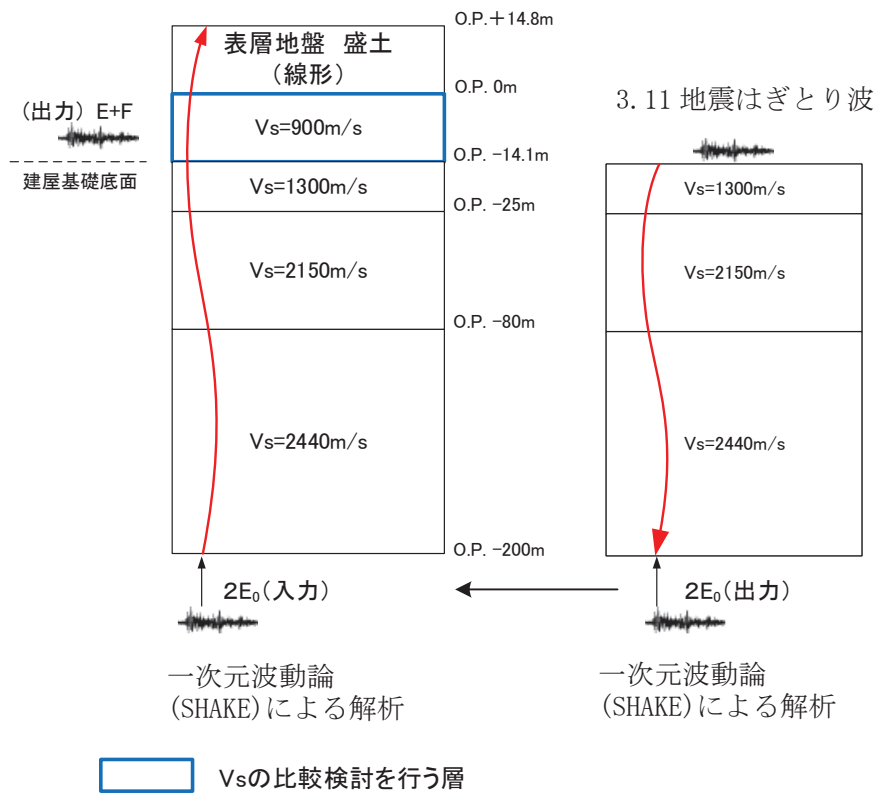 O.P.+14.8m
表層地盤 盛土
(線形)
O.P. 0m
(出力) E+F
Vs=900m/s
O.P. -14.1m
建屋基礎底面
Vs=1300m/s
O.P. -25m
Vs=2150m/s
O.P. -80m
Vs=2440m/s
O.P. -200m
2E₀(入力)
一次元波動論
(SHAKE)による解析
3.11 地震はぎとり波
Vs=1300m/s
Vs=2150m/s
Vs=2440m/s
2E₀(出力)
一次元波動論
(SHAKE)による解析
Vsの比較検討を行う層